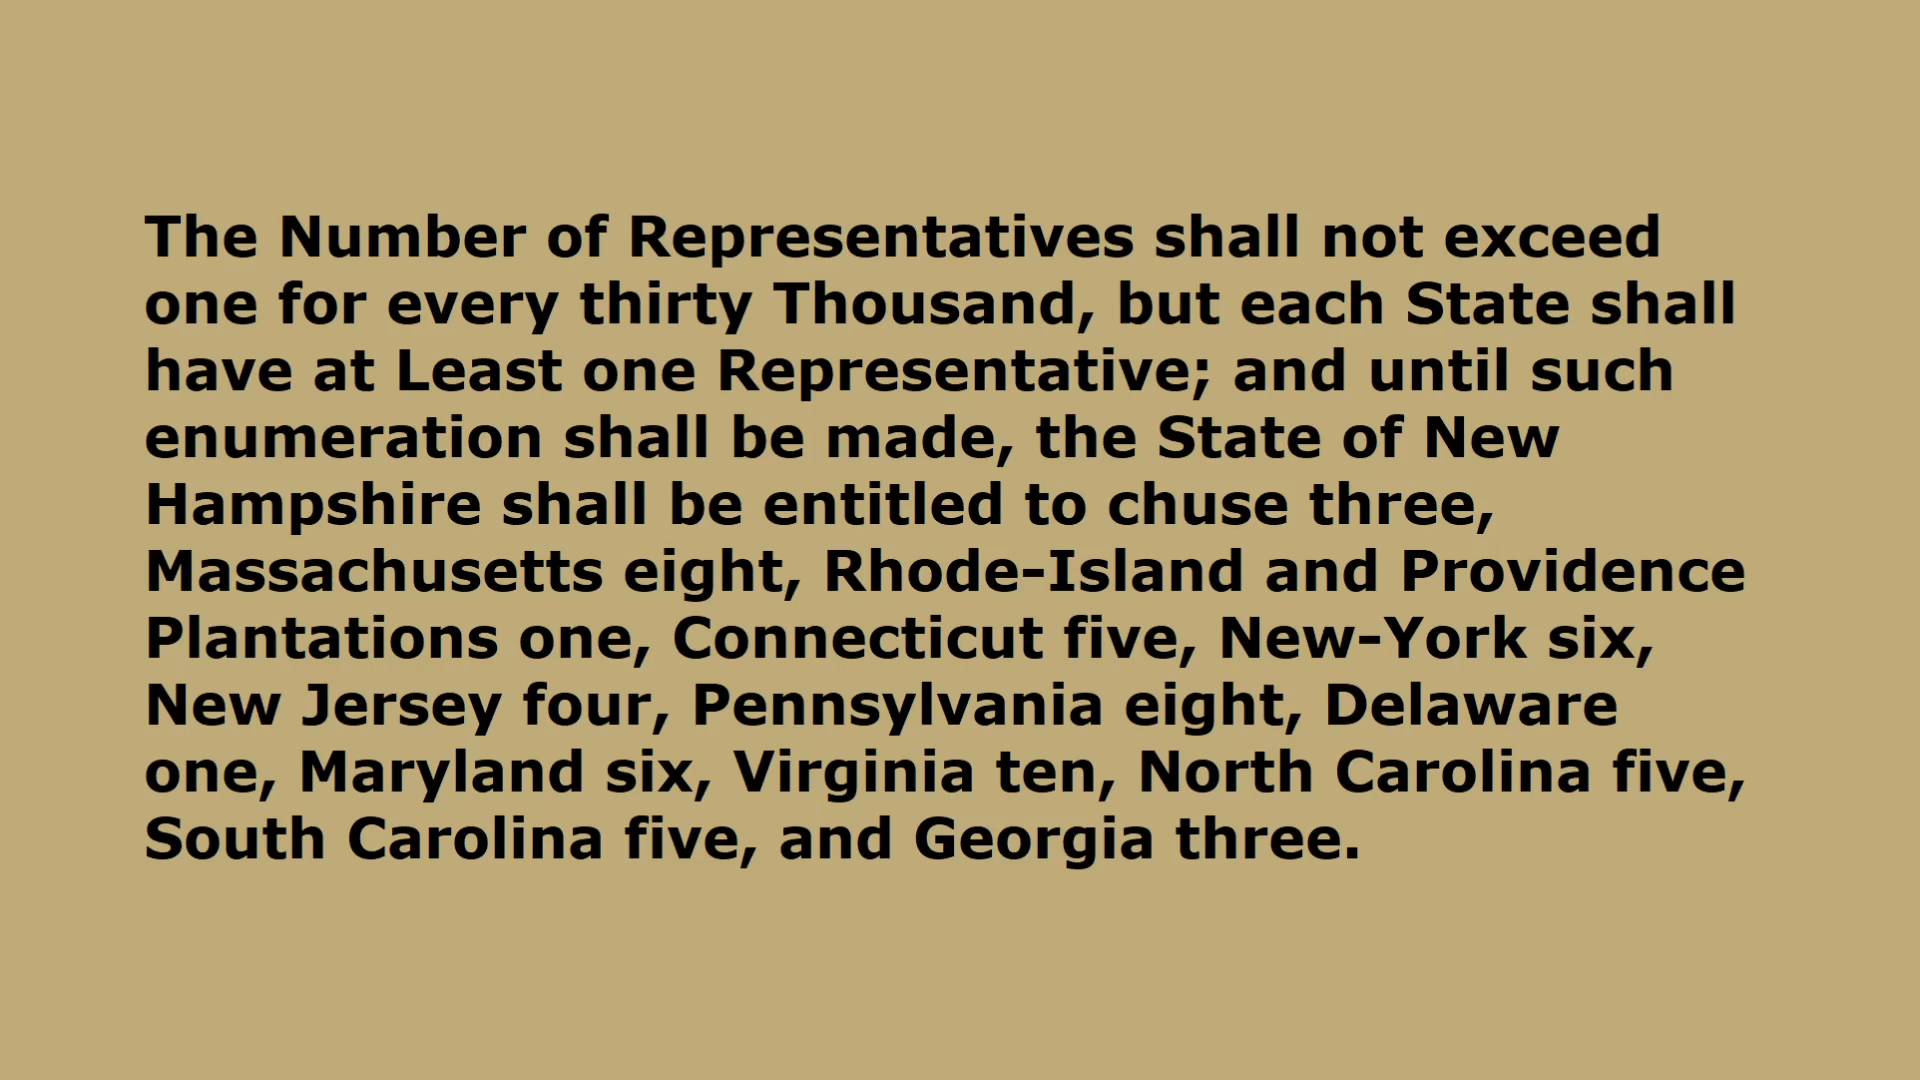 The Number of Representatives shall not exceed
one for every thirty Thousand, but each State shall
have at Least one Representative; and until such
enumeration shall be made, the State of New
Hampshire shall be entitled to chuse three,
Massachusetts eight, Rhode-Island and Providence
Plantations one, Connecticut five, New-York six,
New Jersey four, Pennsylvania eight, Delaware
one, Maryland six, Virginia ten, North Carolina five,
South Carolina five, and Georgia three.